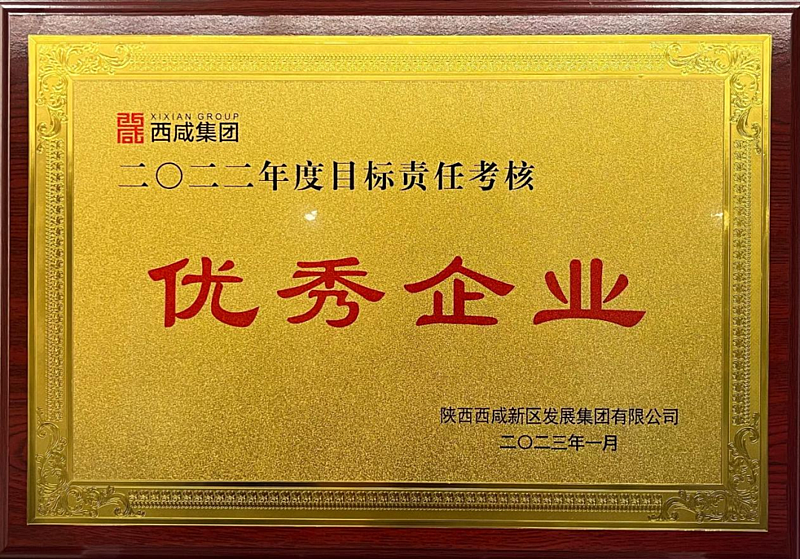 XIXIAN GROUP
西咸集团
二〇二二年度目标责任考核
优秀企业
陕西西咸新区发展集团有限公司
二〇二三年一月